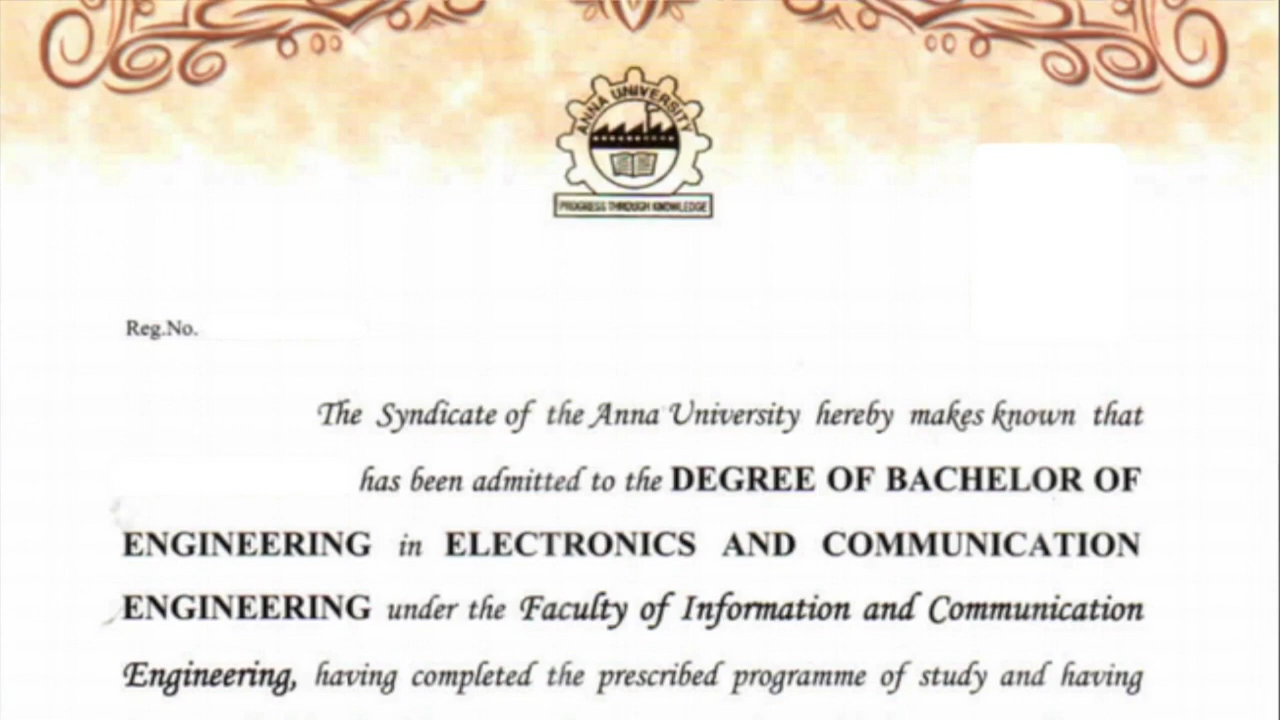 ANNA UNIVERSITY
PROGRESS THROUGH KNOWLEDGE
Reg.No.
The Syndicate of the Anna University hereby makes known that
has been admitted to the DEGREE OF BACHELOR OF
ENGINEERING in ELECTRONICS AND COMMUNICATION
ENGINEERING under the Faculty of Information and Communication
Engineering, having completed the prescribed programme of study and having